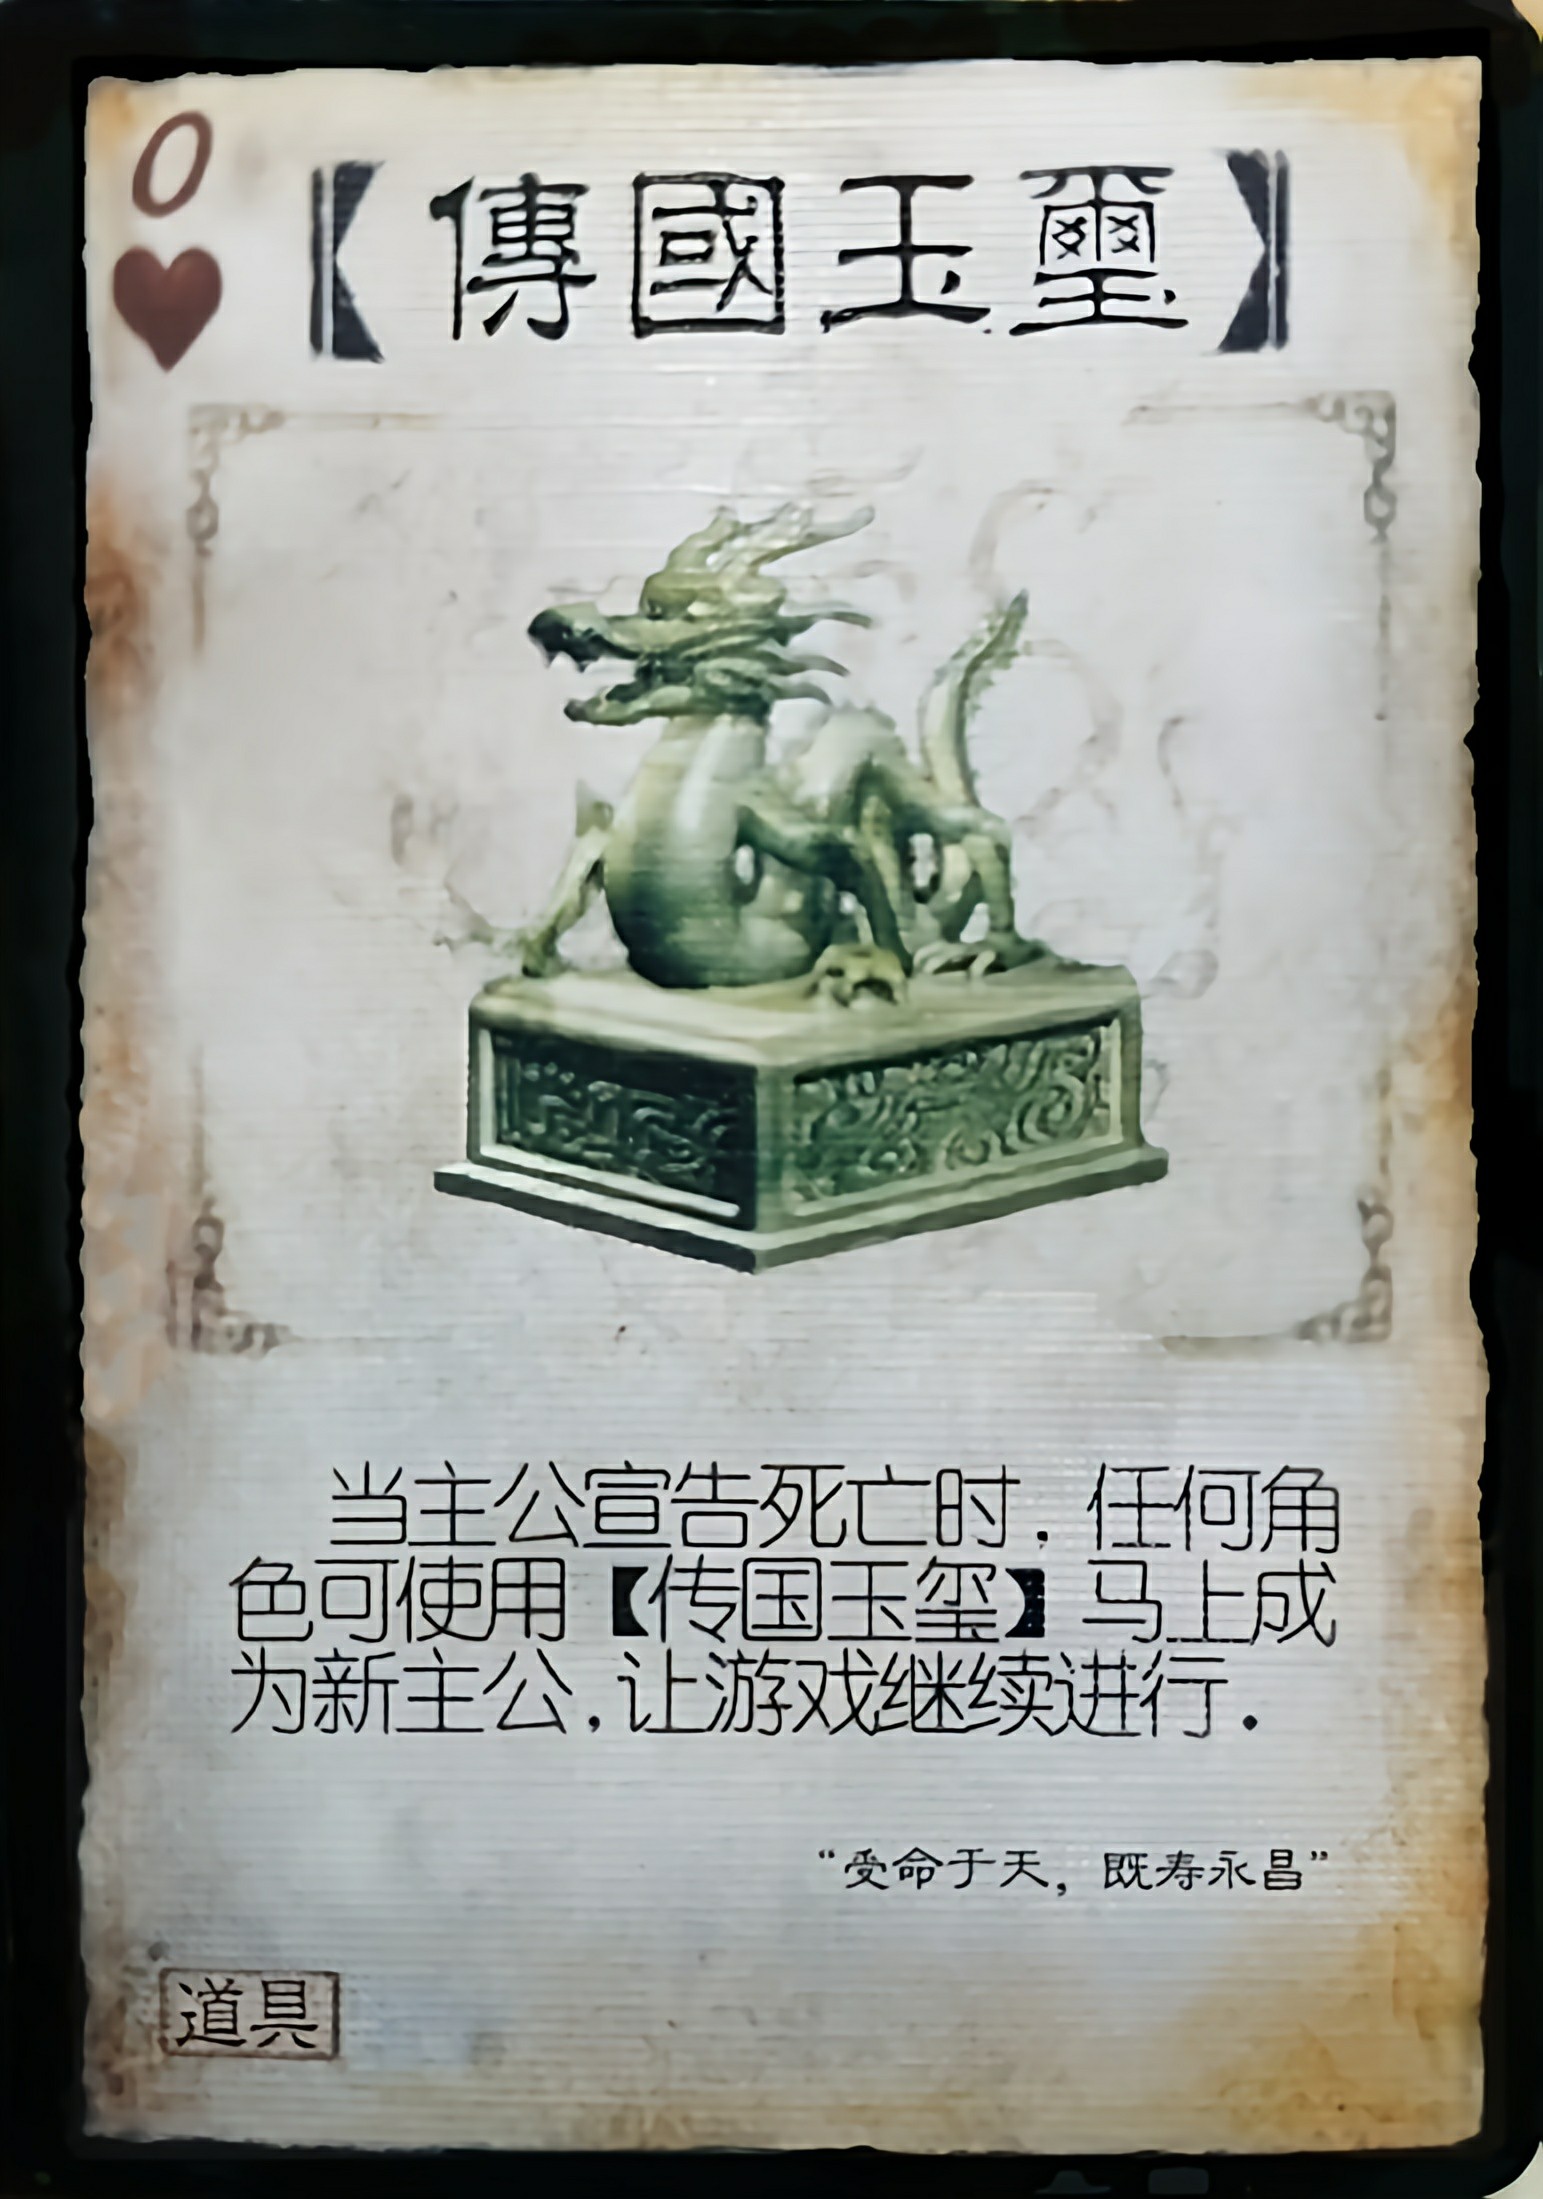 0
【傳國玉璽】
当主公宣告死亡时，任何角
色可使用【传国玉玺】马上成
为新主公，让游戏继续进行．
“受命于天，既寿永昌”
道具